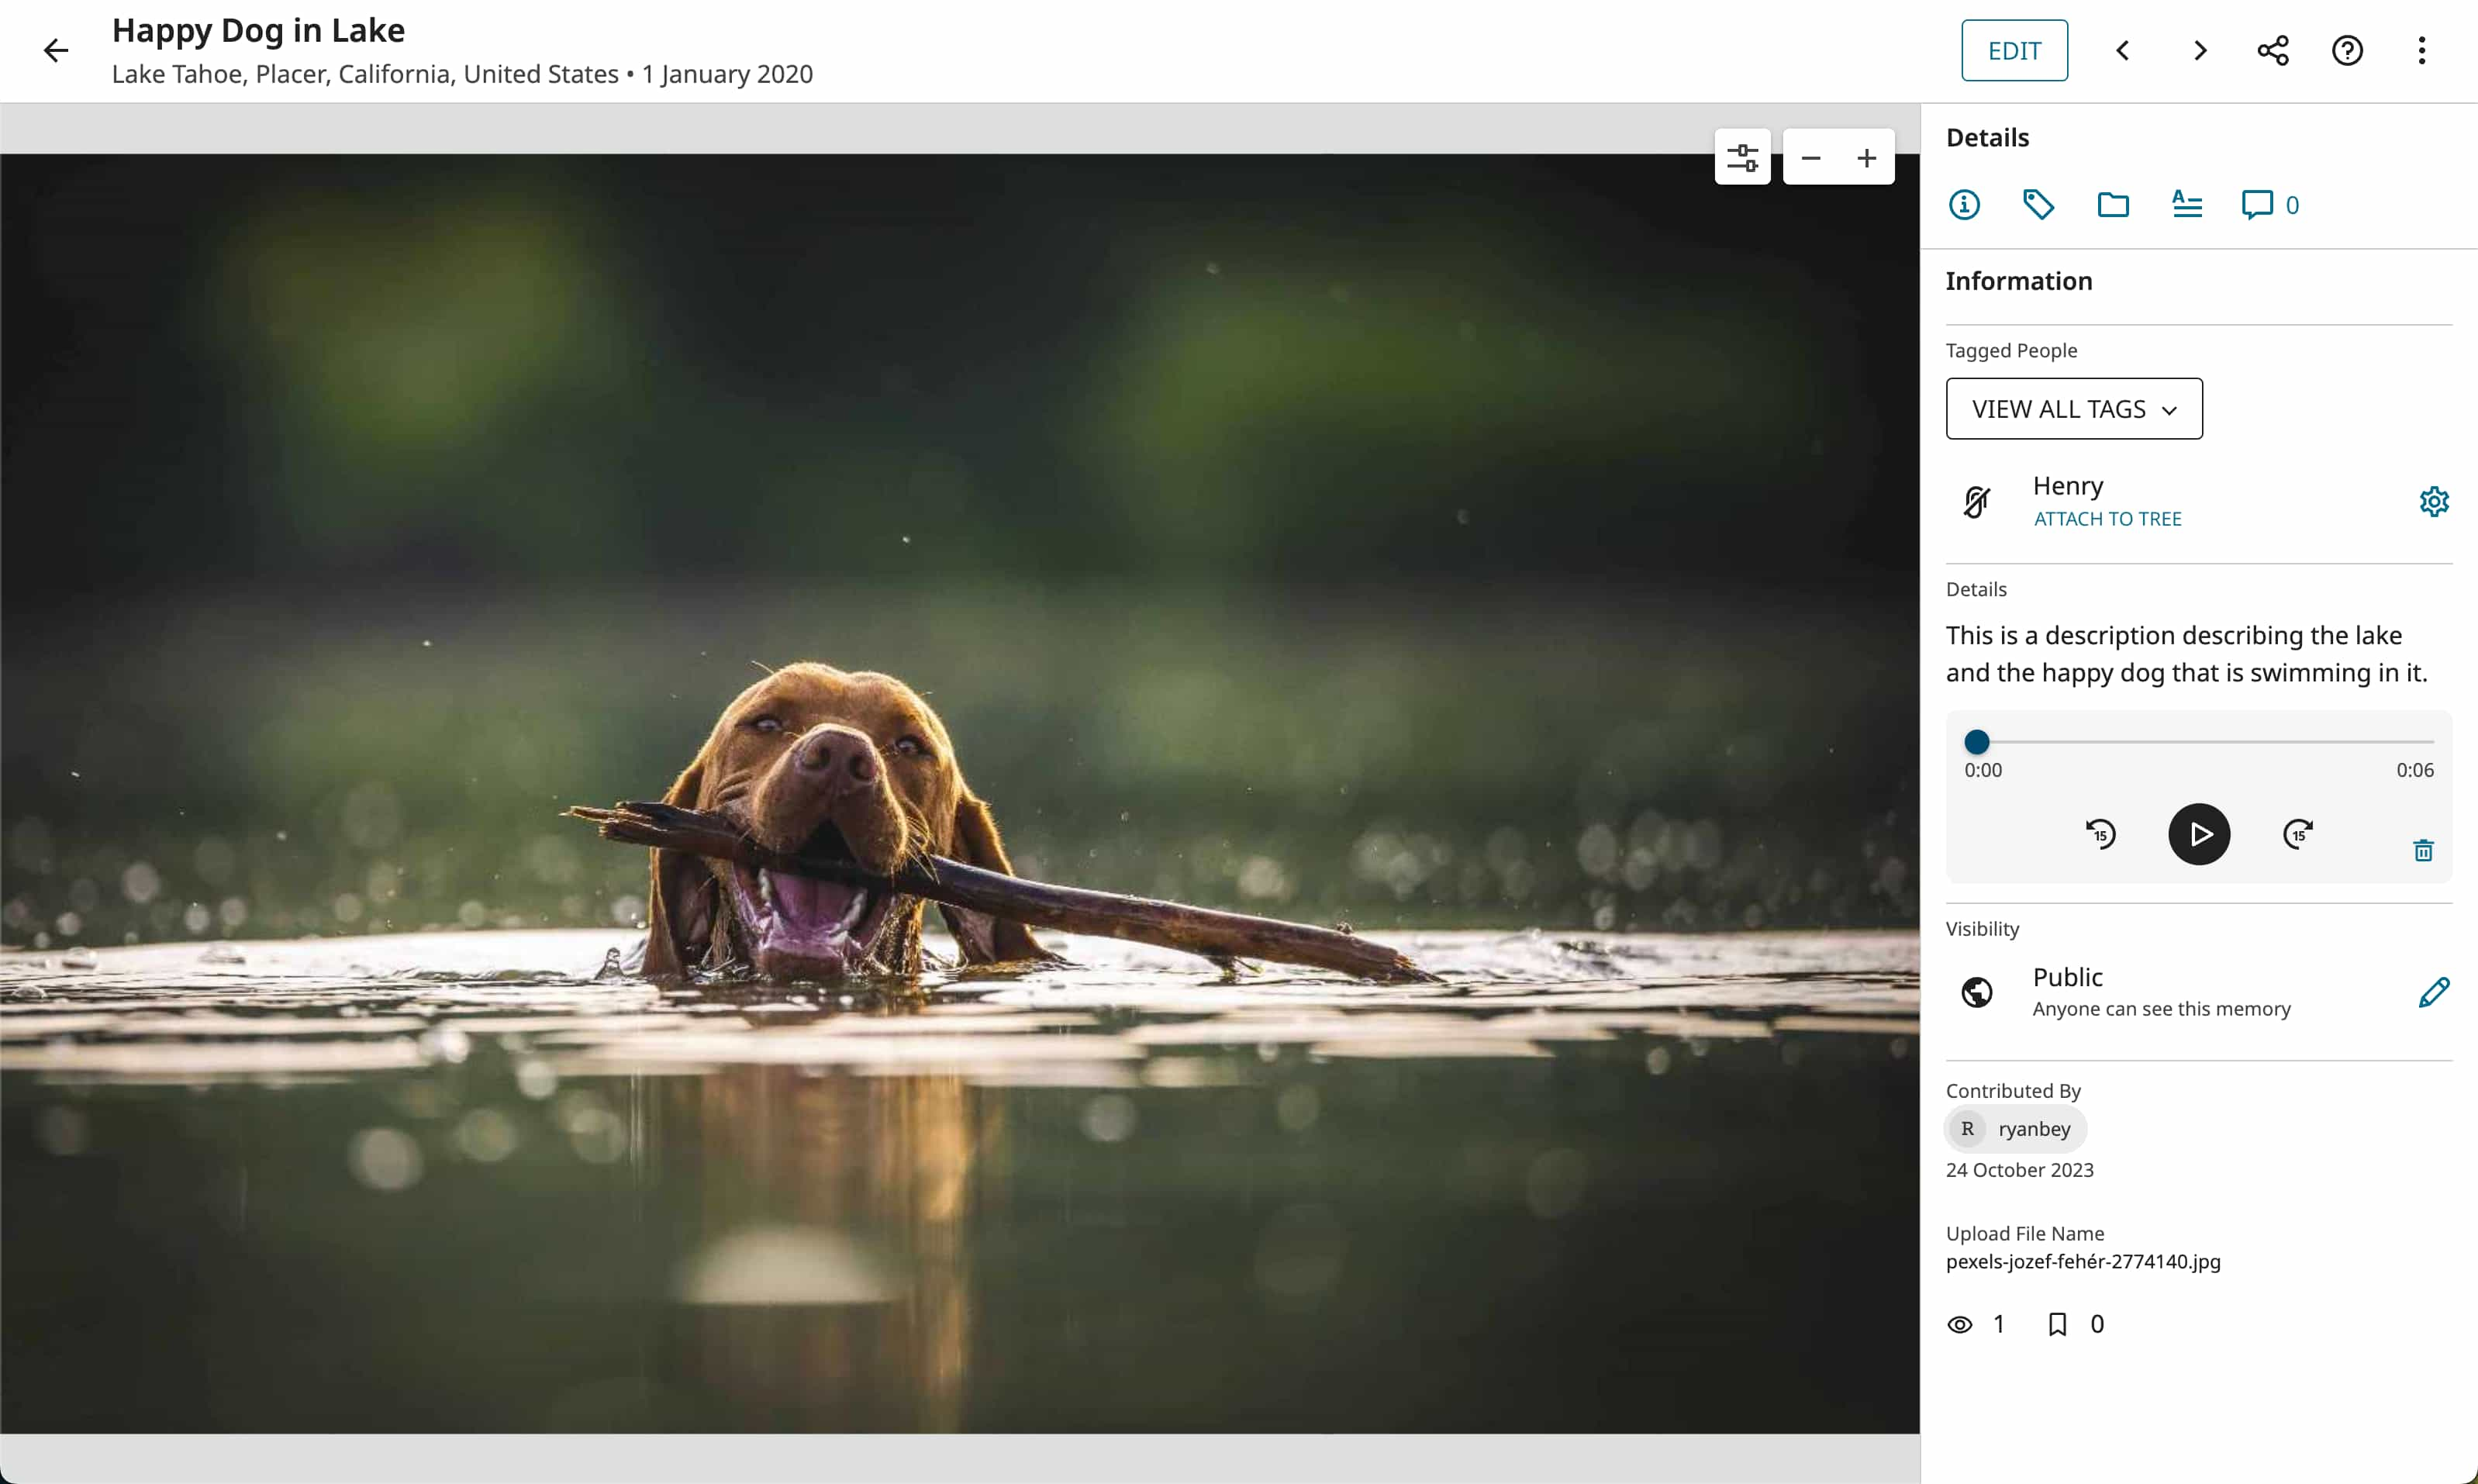 Happy Dog in Lake
Lake Tahoe, Placer, California, United States • 1 January 2020
EDIT
Details
0
Information
Tagged People
VIEW ALL TAGS
Henry
ATTACH TO TREE
Details
This is a description describing the lake
and the happy dog that is swimming in it.
0:00
0:06
15
15
Visibility
Public
Anyone can see this memory
Contributed By
R ryanbey
24 October 2023
Upload File Name
pexels-jozef-fehér-2774140.jpg
1 0